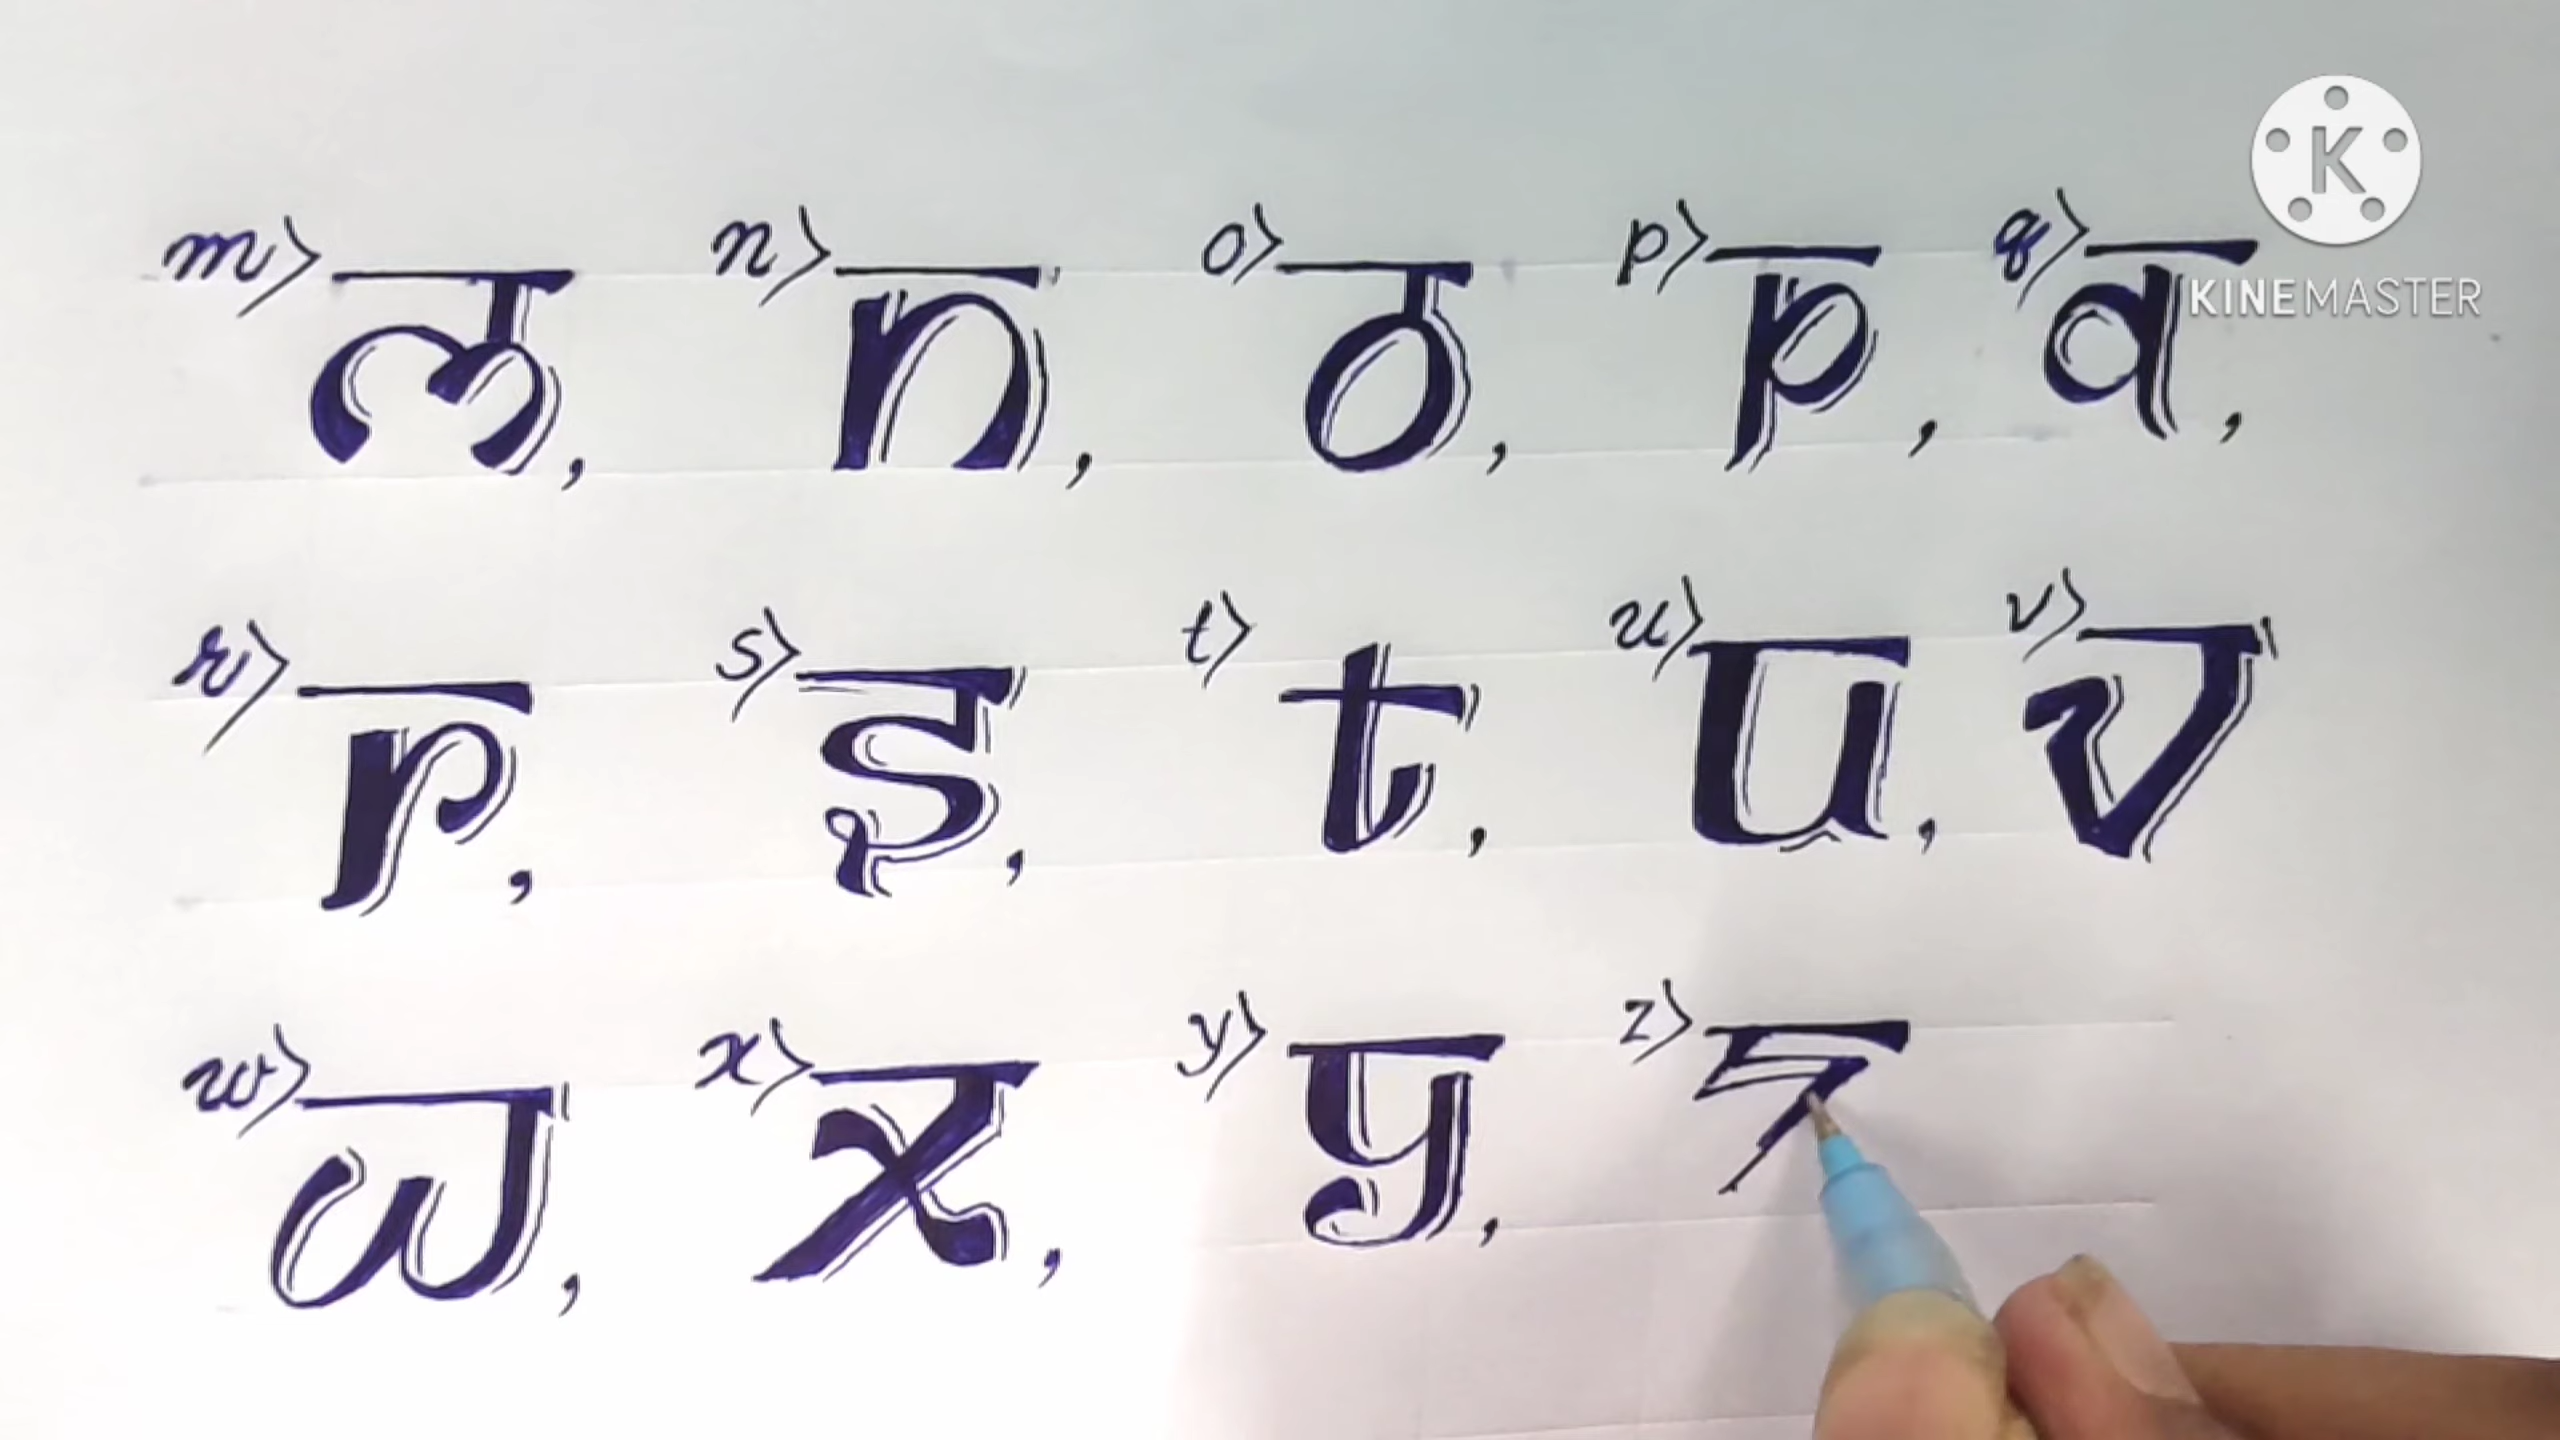 m> m, n> n, o> o, p> p, q> q,
r> r, s> s, t> t, u> u, v> v
w> w, x> x, y> y, z>
K
KINEMASTER